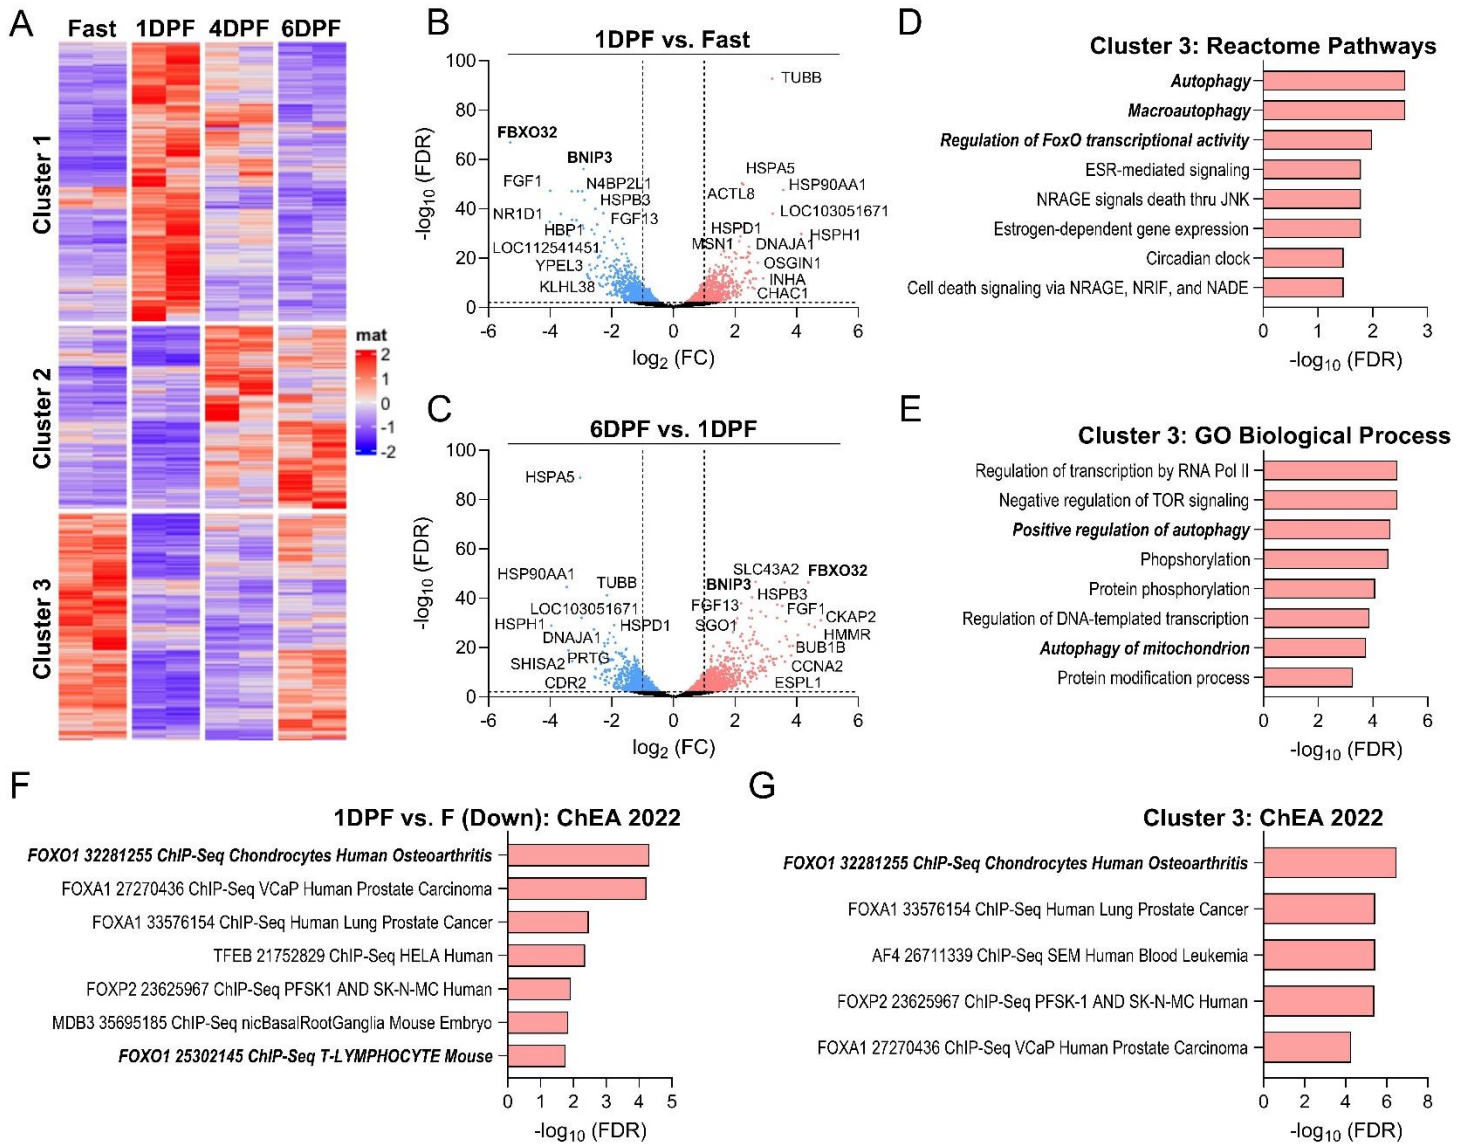 A
Fast 1DPF 4DPF 6DPF
Cluster 1
Cluster 2
Cluster 3
mat
2
1
0
-1
-2
B
1DPF vs. Fast
-log10 (FDR)
100
80
60
40
20
0
TUBB
FBXO32
BNIP3
HSPA5
FGF1
N4BP2L1
ACTL8
HSP90AA1
HSPB3
NR1D1
FGF13
LOC103051671
HBP1
HSPD1
HSPH1
LOC112541451
MSN1
DNAJA1
YPEL3
OSGIN1
KLHL38
INHA
CHAC1
-6 -4 -2 0 2 4 6
log2 (FC)
C
6DPF vs. 1DPF
-log10 (FDR)
100
80
60
40
20
0
HSPA5
HSP90AA1
TUBB
BNIP3
SLC43A2
FBXO32
HSPB3
LOC103051671
FGF13
FGF1
HSPH1
HSPD1
SGO1
CKAP2
DNAJA1
HMMR
PRTG
BUB1B
SHISA2
CCNA2
CDR2
ESPL1
-6 -4 -2 0 2 4 6
log2 (FC)
D
Cluster 3: Reactome Pathways
Autophagy
Macroautophagy
Regulation of FoxO transcriptional activity
ESR-mediated signaling
NRAGE signals death thru JNK
Estrogen-dependent gene expression
Circadian clock
Cell death signaling via NRAGE, NRIF, and NADE
0 1 2 3
-log10 (FDR)
E
Cluster 3: GO Biological Process
Regulation of transcription by RNA Pol II
Negative regulation of TOR signaling
Positive regulation of autophagy
Phopshorylation
Protein phosphorylation
Regulation of DNA-templated transcription
Autophagy of mitochondrion
Protein modification process
0 2 4 6
-log10 (FDR)
F
1DPF vs. F (Down): ChEA 2022
FOXO1 32281255 ChIP-Seq Chondrocytes Human Osteoarthritis
FOXA1 27270436 ChIP-Seq VCaP Human Prostate Carcinoma
FOXA1 33576154 ChIP-Seq Human Lung Prostate Cancer
TFEB 21752829 ChIP-Seq HELA Human
FOXP2 23625967 ChIP-Seq PFSK1 AND SK-N-MC Human
MDB3 35695185 ChIP-Seq nicBasalRootGanglia Mouse Embryo
FOXO1 25302145 ChIP-Seq T-LYMPHOCYTE Mouse
0 1 2 3 4 5
-log10 (FDR)
G
Cluster 3: ChEA 2022
FOXO1 32281255 ChIP-Seq Chondrocytes Human Osteoarthritis
FOXA1 33576154 ChIP-Seq Human Lung Prostate Cancer
AF4 26711339 ChIP-Seq SEM Human Blood Leukemia
FOXP2 23625967 ChIP-Seq PFSK-1 AND SK-N-MC Human
FOXA1 27270436 ChIP-Seq VCaP Human Prostate Carcinoma
0 2 4 6 8
-log10 (FDR)